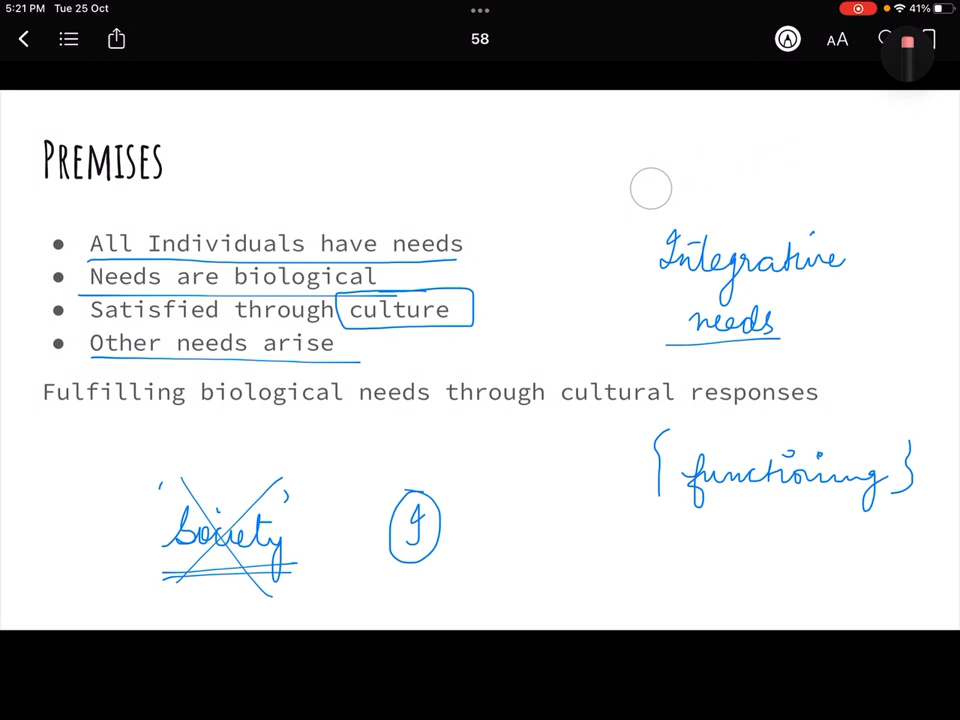 5:21 PM Tue 25 Oct
41%
58
AA
PREMISES
• All Individuals have needs
• Needs are biological
• Satisfied through culture
• Other needs arise
Integrative
needs
Fulfilling biological needs through cultural responses
{ functioning }
'Society'
I